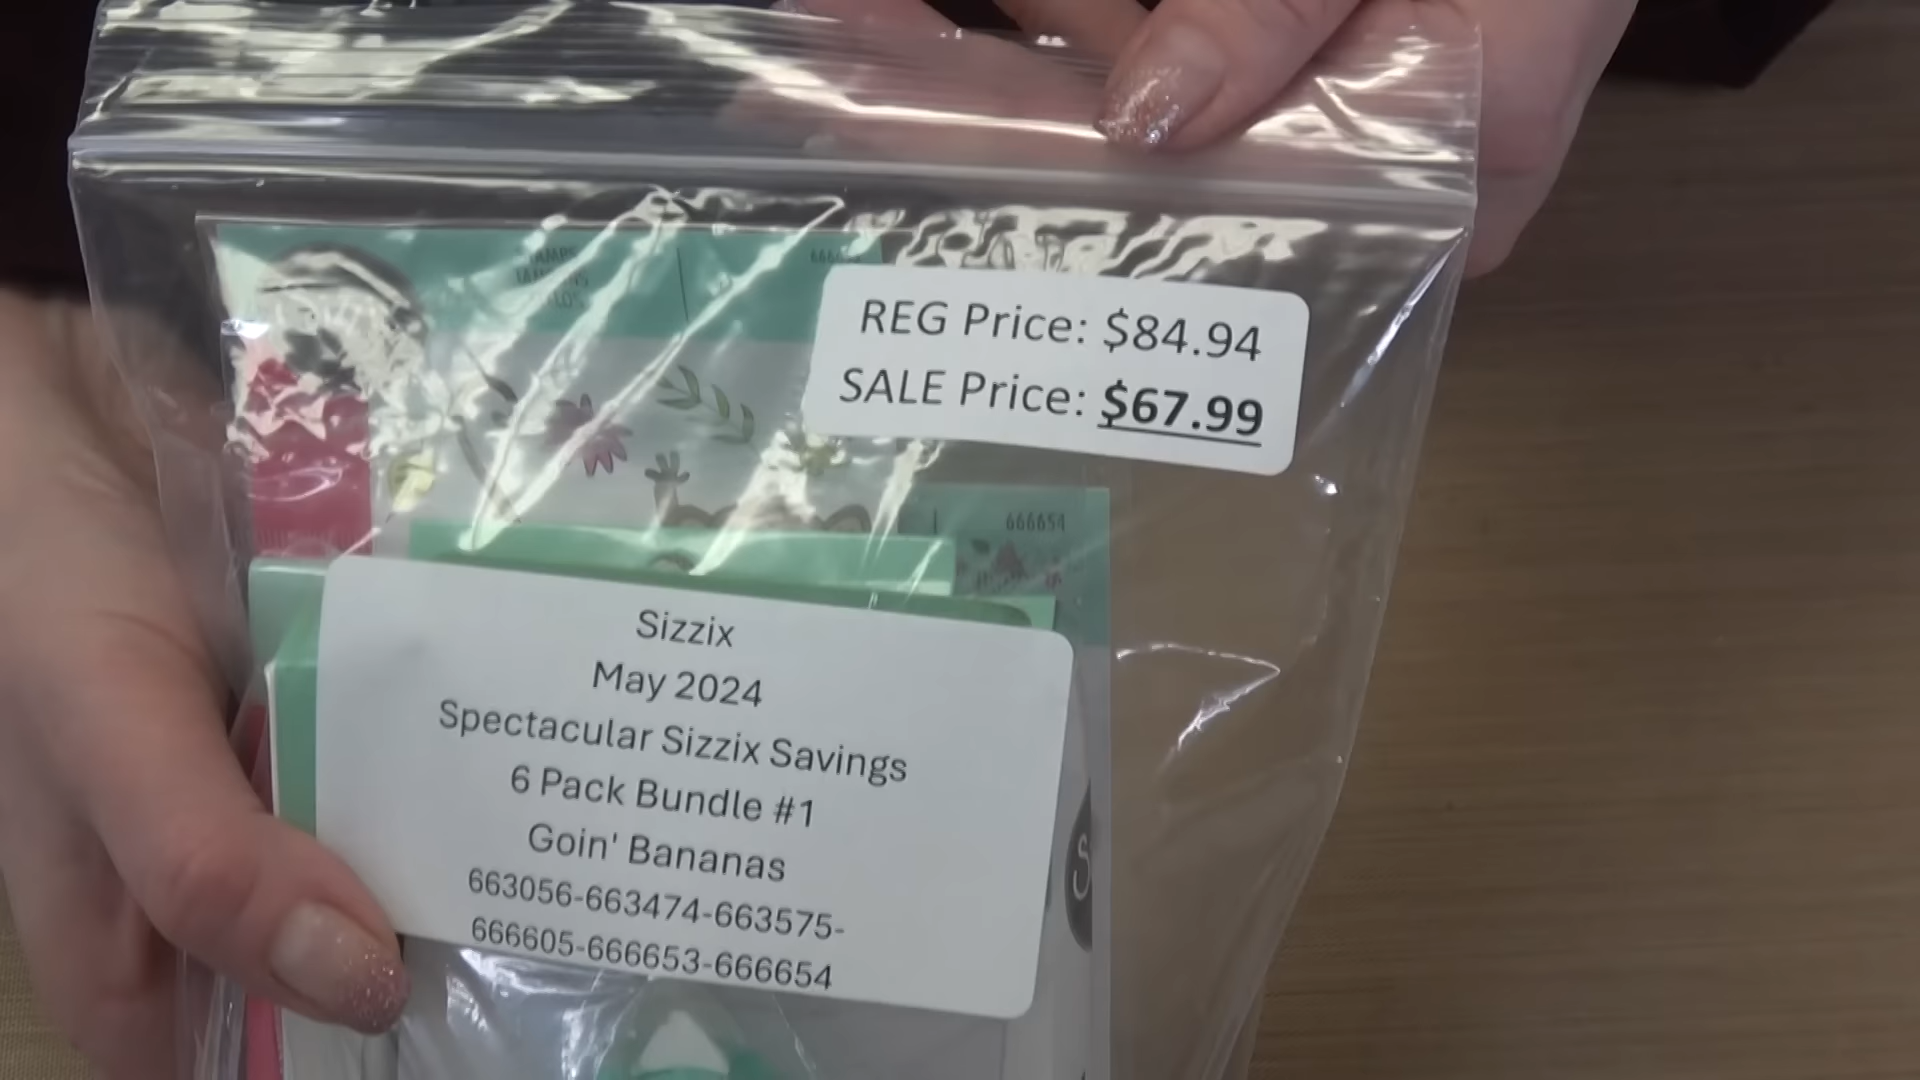 REG Price: $84.94
SALE Price: $67.99
666654
Sizzix
May 2024
Spectacular Sizzix Savings
6 Pack Bundle #1
Goin' Bananas
663056-663474-663575-
666605-666653-666654
S